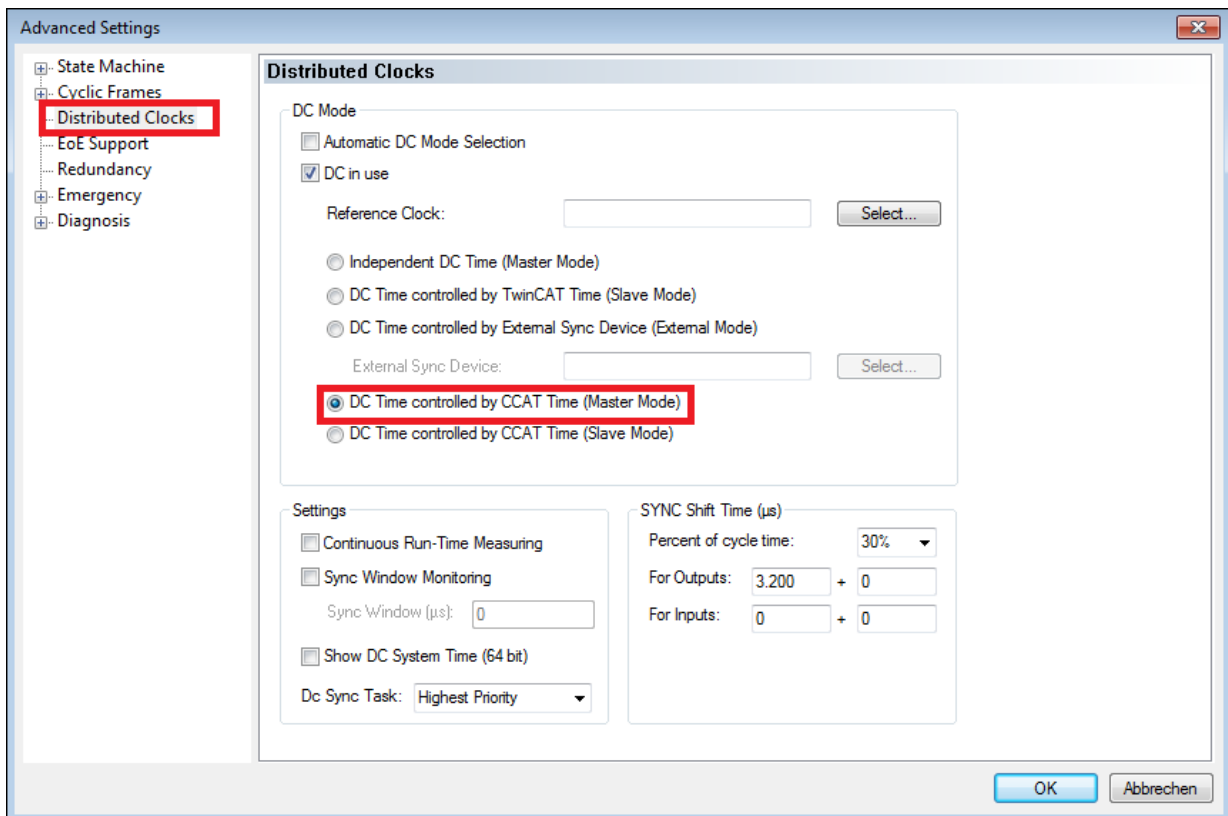 Advanced Settings
State Machine
Cyclic Frames
Distributed Clocks
EoE Support
Redundancy
Emergency
Diagnosis
Distributed Clocks
DC Mode
Automatic DC Mode Selection
DC in use
Reference Clock: Select...
Independent DC Time (Master Mode)
DC Time controlled by TwinCAT Time (Slave Mode)
DC Time controlled by External Sync Device (External Mode)
External Sync Device: Select...
DC Time controlled by CCAT Time (Master Mode)
DC Time controlled by CCAT Time (Slave Mode)
Settings
Continuous Run-Time Measuring
Sync Window Monitoring
Sync Window (µs): 0
Show DC System Time (64 bit)
Dc Sync Task: Highest Priority
SYNC Shift Time (µs)
Percent of cycle time: 30%
For Outputs: 3.200 + 0
For Inputs: 0 + 0
OK Abbrechen